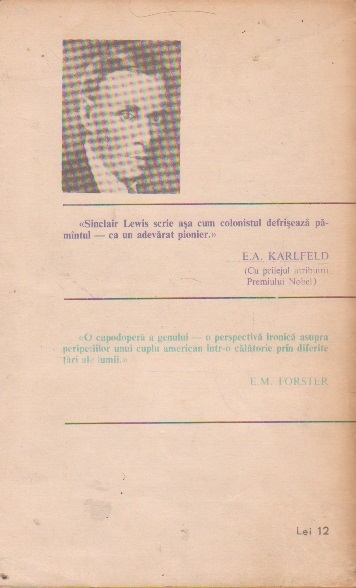 «Sinclair Lewis scrie așa cum colonistul defrișează pă-
mîntul — ca un adevărat pionier.»
E.A. KARLFELD
(Cu prilejul atribuirii
Premiului Nobel)
«O capodoperă a genului — o perspectivă ironică asupra
peripețiilor unui cuplu american într-o călătorie prin diferite
țări ale lumii.»
E.M. FORSTER
Lei 12